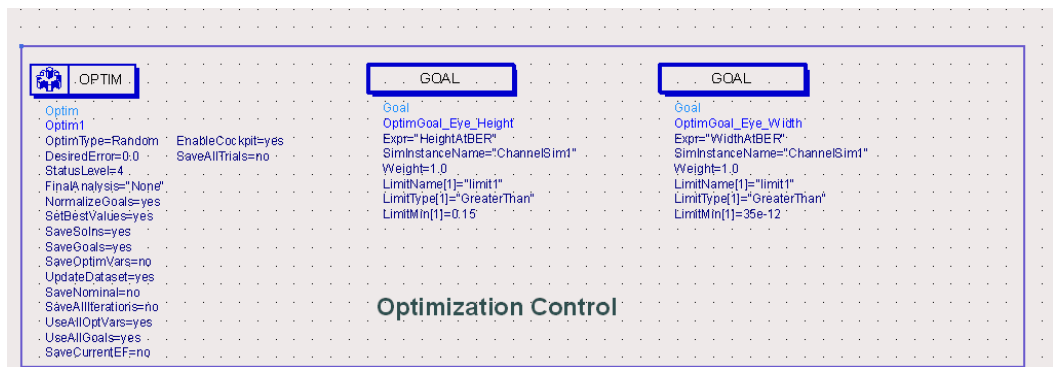 OPTIM
Optim
Optim1
OptimType=Random EnableCockpit=yes
DesiredError=0.0 SaveAllTrials=no
StatusLevel=4
FinalAnalysis="None"
NormalizeGoals=yes
SetBestValues=yes
SaveSolns=yes
SaveGoals=yes
SaveOptimVars=no
UpdateDataset=yes
SaveNominal=no
SaveAllIterations=no
UseAllOptVars=yes
UseAllGoals=yes
SaveCurrentEF=no
GOAL
Goal
OptimGoal_Eye_Height
Expr="HeightAtBER"
SimInstanceName="ChannelSim1"
Weight=1.0
LimitName[1]="limit1"
LimitType[1]="GreaterThan"
LimitMin[1]=0.15
GOAL
Goal
OptimGoal_Eye_Width
Expr="WidthAtBER"
SimInstanceName="ChannelSim1"
Weight=1.0
LimitName[1]="limit1"
LimitType[1]="GreaterThan"
LimitMin[1]=35e-12
Optimization Control